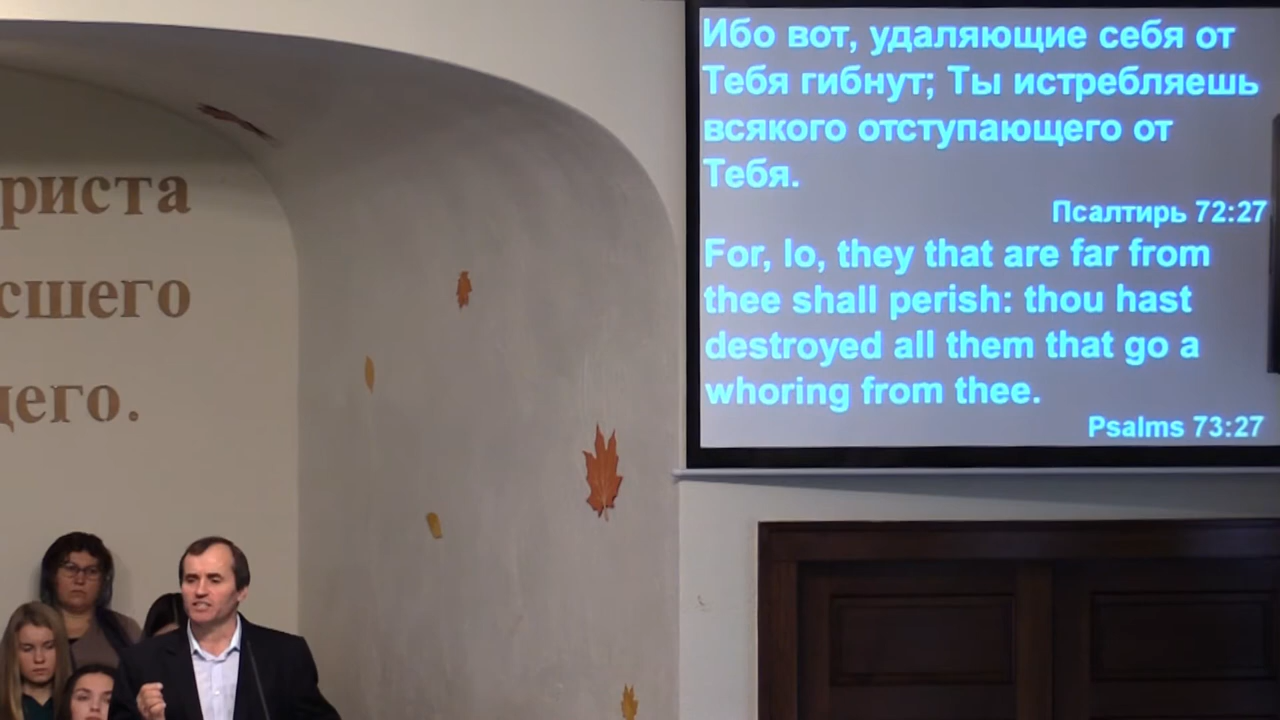 риста
сшего
щего.
Ибо вот, удаляющие себя от
Тебя гибнут; Ты истребляешь
всякого отступающего от
Тебя.
Псалтирь 72:27
For, lo, they that are far from
thee shall perish: thou hast
destroyed all them that go a
whoring from thee.
Psalms 73:27